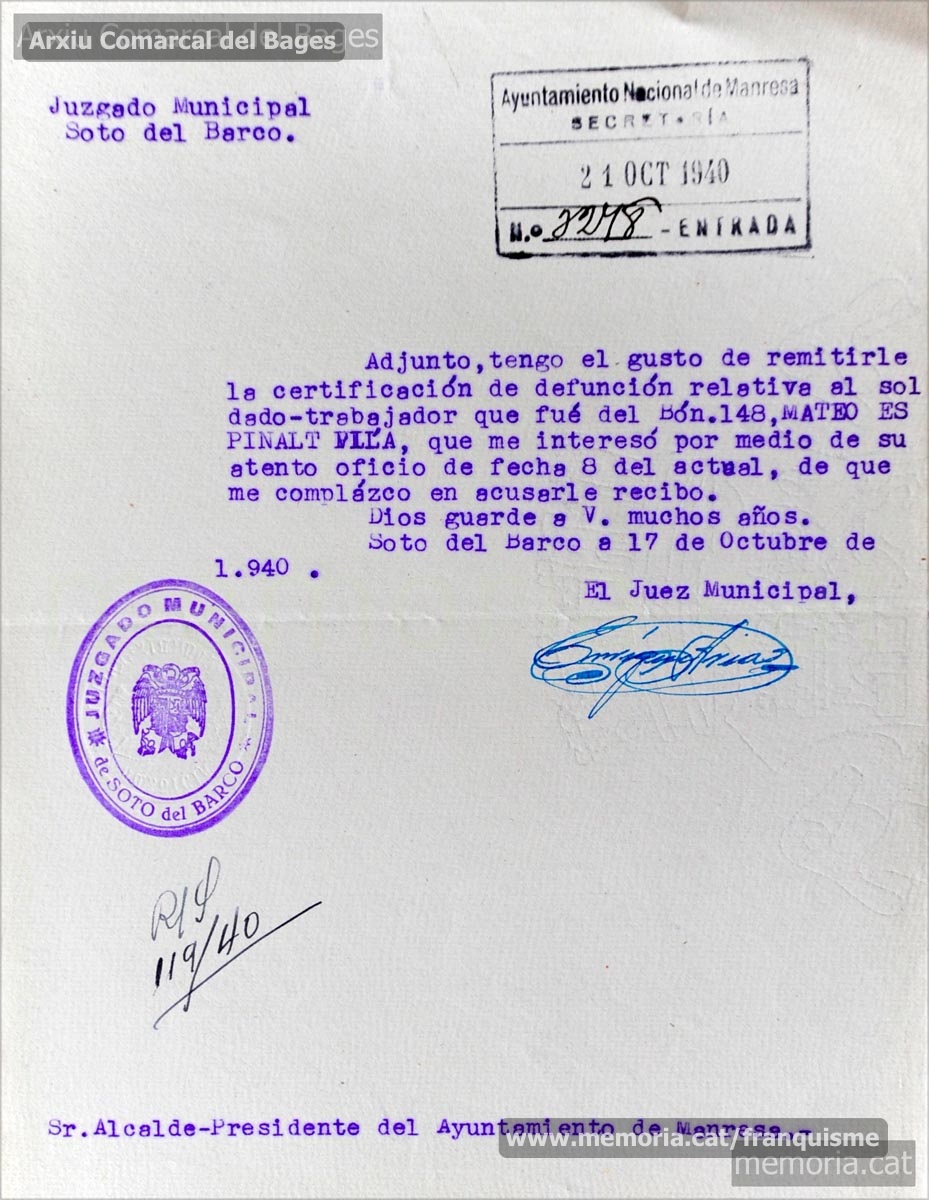 Arxiu Comarcal del Bages
Juzgado Municipal
Soto del Barco.
Ayuntamiento Nacional de Manresa
SECRETARÍA
21 OCT 1940
N.º 3278 - ENTRADA
Adjunto,tengo el gusto de remitirle
la certificación de defunción relativa al sol
dado-trabajador que fué del Bón.148,MATEO ES
PINALT VILÁ, que me interesó por medio de su
atento oficio de fecha 8 del actual, de que
me complázco en acusarle recibo.
Dios guarde a V. muchos años.
Soto del Barco a 17 de Octubre de
1.940 .
El Juez Municipal,
Enrique Arias
JUZGADO MUNICIPAL
de SOTO del BARCO
R/S
119/40
Sr.Alcalde-Presidente del Ayuntamiento de Manresa.-
www.memoria.cat/franquisme
memoria.cat